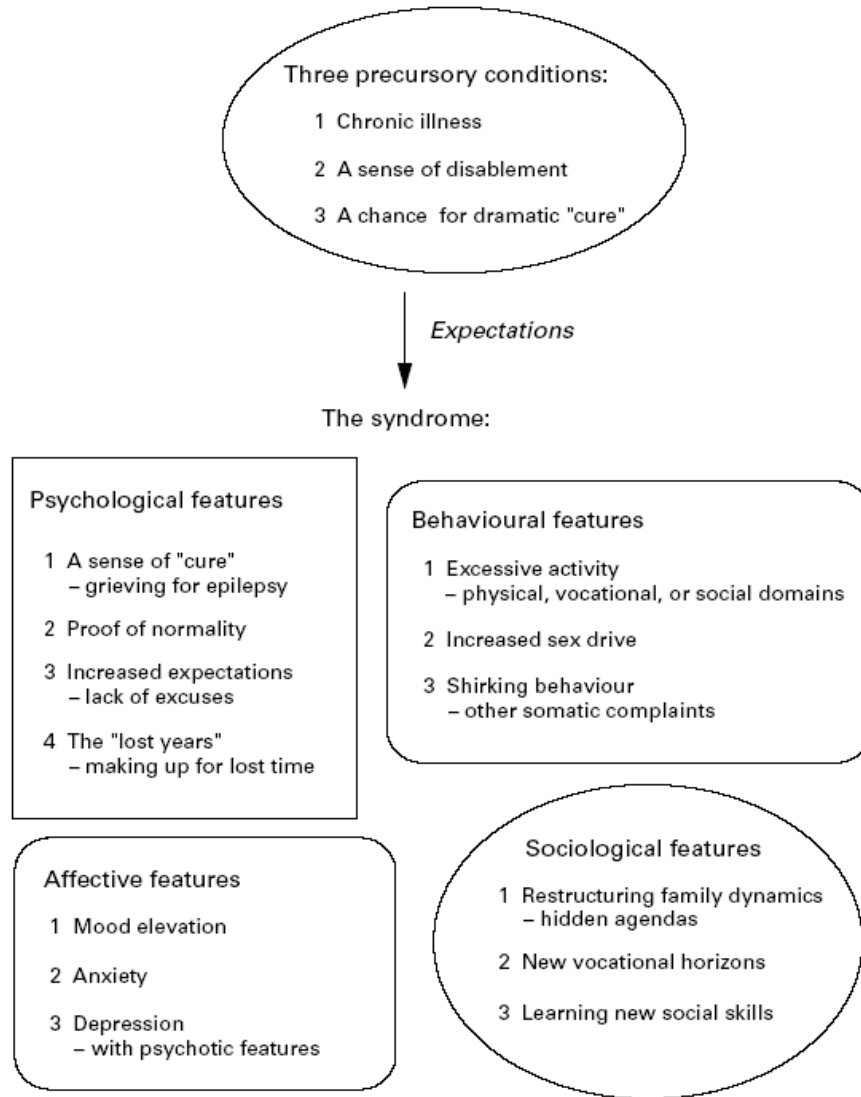 Three precursory conditions:
1 Chronic illness
2 A sense of disablement
3 A chance for dramatic "cure"
Expectations
The syndrome:
Psychological features
1 A sense of "cure"
– grieving for epilepsy
2 Proof of normality
3 Increased expectations
– lack of excuses
4 The "lost years"
– making up for lost time
Behavioural features
1 Excessive activity
– physical, vocational, or social domains
2 Increased sex drive
3 Shirking behaviour
– other somatic complaints
Affective features
1 Mood elevation
2 Anxiety
3 Depression
– with psychotic features
Sociological features
1 Restructuring family dynamics
– hidden agendas
2 New vocational horizons
3 Learning new social skills